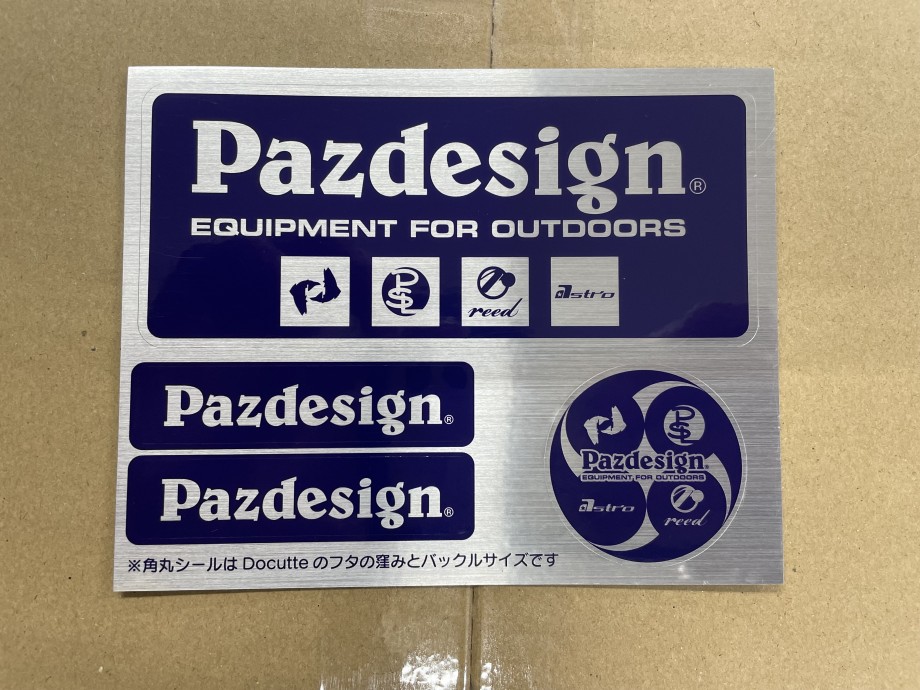 Pazdesign®
EQUIPMENT FOR OUTDOORS
PSL
reed
astro
Pazdesign®
Pazdesign®
PSL
Pazdesign®
EQUIPMENT FOR OUTDOORS
astro
reed
※角丸シールは Docutte のフタの窪みとバックルサイズです